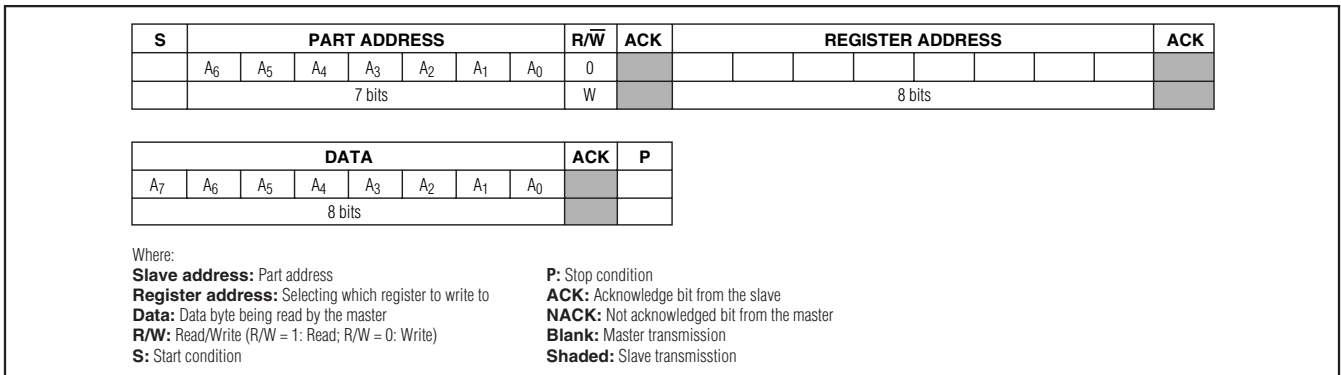 S PART ADDRESS R/W̅ ACK REGISTER ADDRESS ACK
A6 A5 A4 A3 A2 A1 A0 0
7 bits W 8 bits
DATA ACK P
A7 A6 A5 A4 A3 A2 A1 A0
8 bits
Where:
Slave address: Part address
Register address: Selecting which register to write to
Data: Data byte being read by the master
R/W: Read/Write (R/W = 1: Read; R/W = 0: Write)
S: Start condition
P: Stop condition
ACK: Acknowledge bit from the slave
NACK: Not acknowledged bit from the master
Blank: Master transmission
Shaded: Slave transmisstion